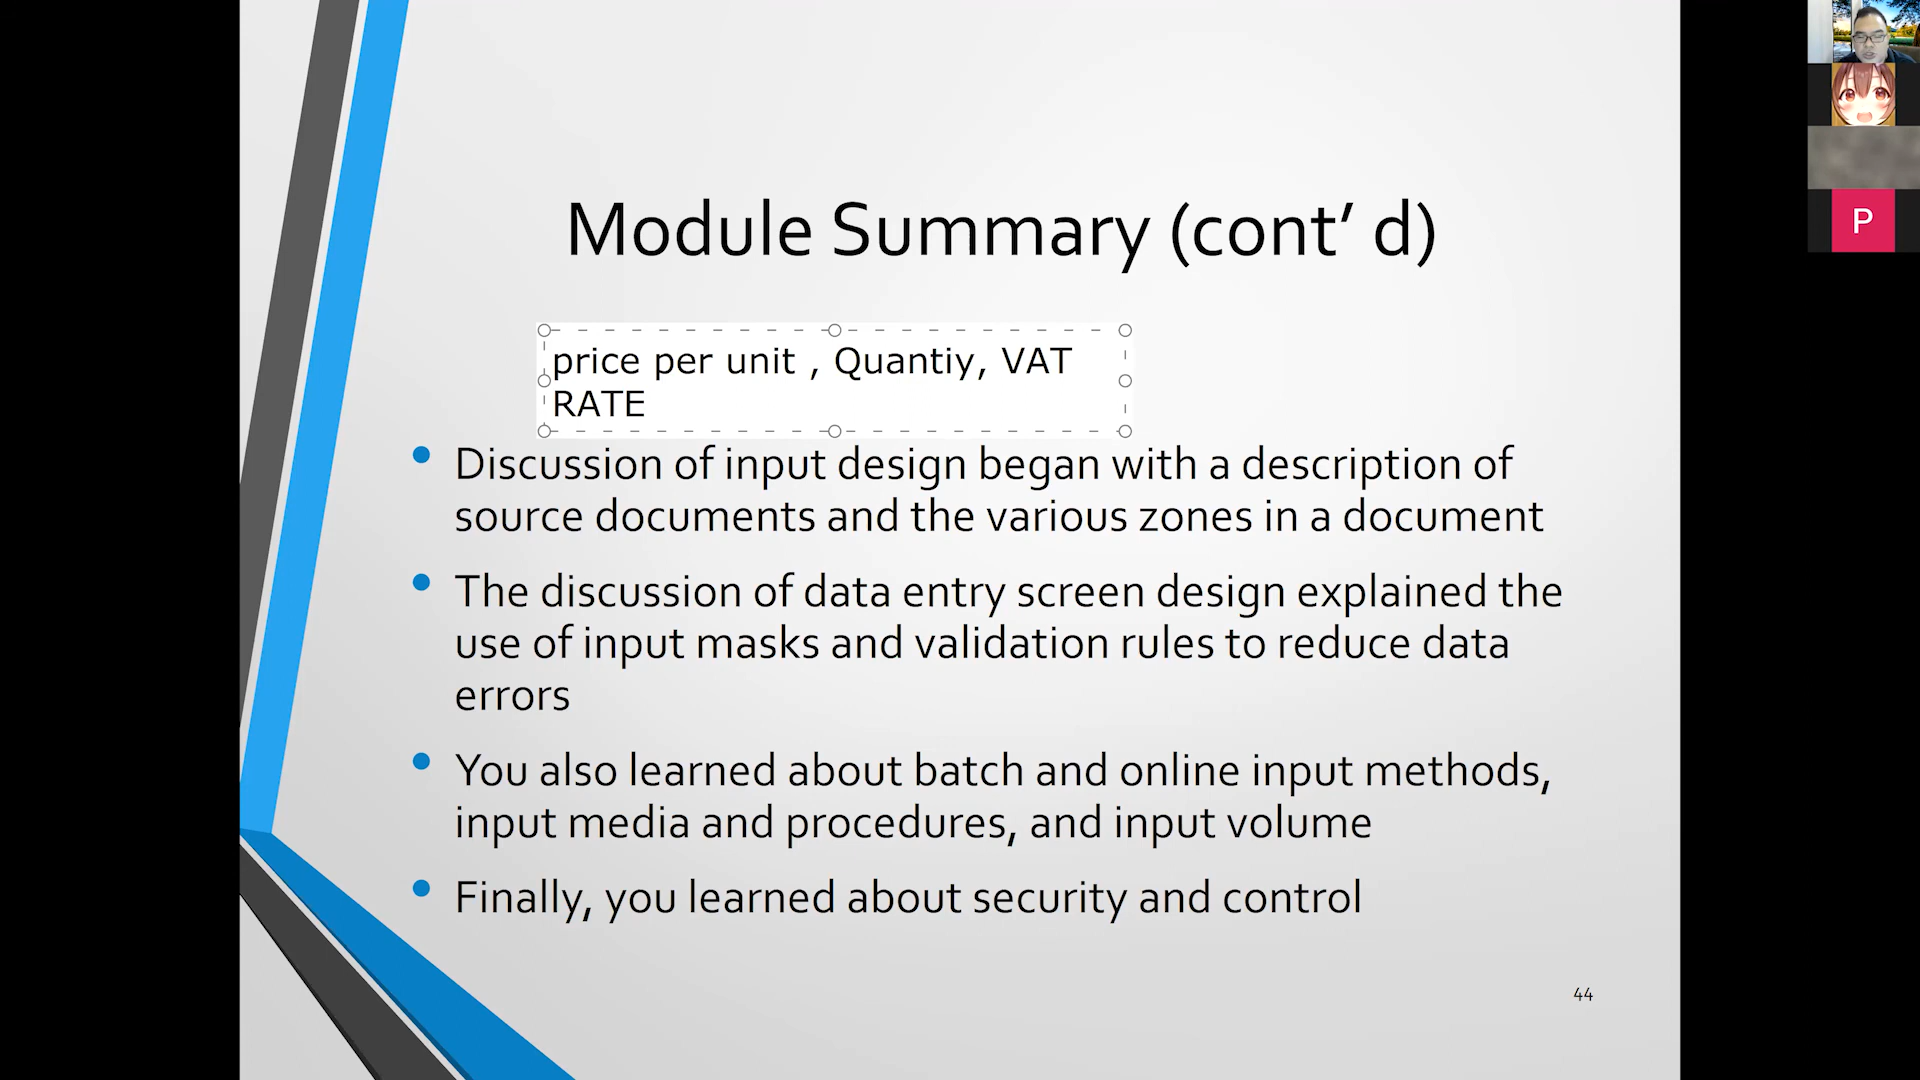 Module Summary (cont’ d)
price per unit , Quantiy, VAT
RATE
• Discussion of input design began with a description of
source documents and the various zones in a document
• The discussion of data entry screen design explained the
use of input masks and validation rules to reduce data
errors
• You also learned about batch and online input methods,
input media and procedures, and input volume
• Finally, you learned about security and control
44
P